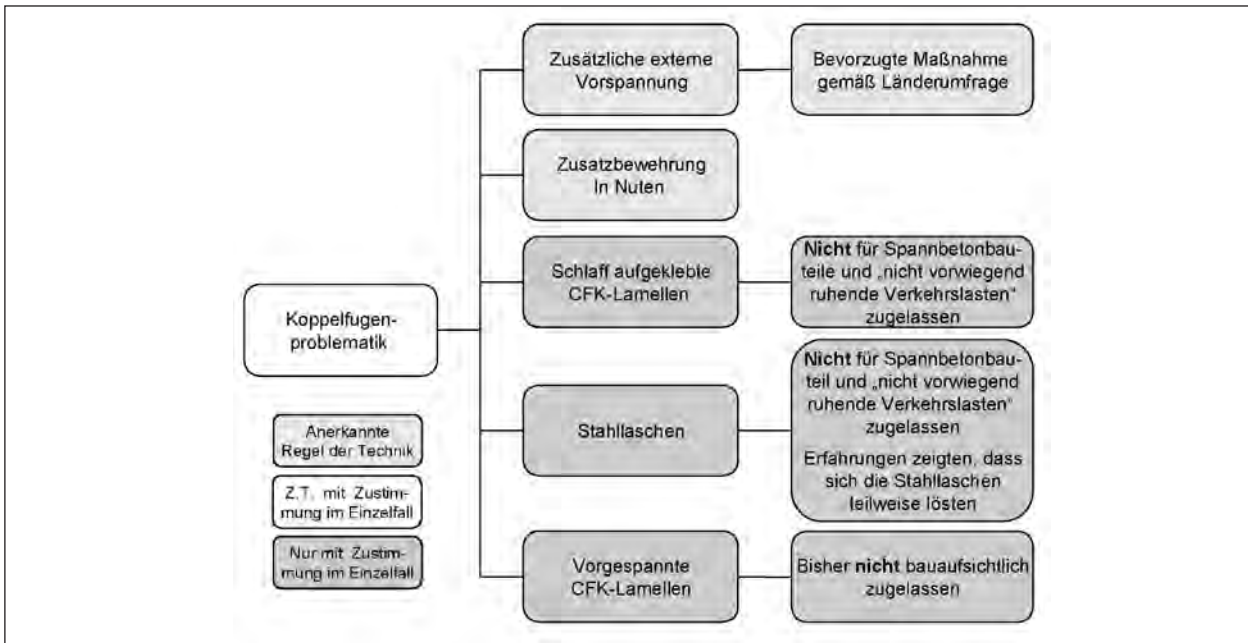 Zusätzliche externe
Vorspannung
Bevorzugte Maßnahme
gemäß Länderumfrage
Zusatzbewehrung
In Nuten
Schlaff aufgeklebte
CFK-Lamellen
Nicht für Spannbetonbau-
teile und „nicht vorwiegend
ruhende Verkehrslasten“
zugelassen
Koppelfugen-
problematik
Stahllaschen
Nicht für Spannbetonbau-
teil und „nicht vorwiegend
ruhende Verkehrslasten“
zugelassen
Erfahrungen zeigten, dass
sich die Stahllaschen
teilweise lösten
Vorgespannte
CFK-Lamellen
Bisher nicht bauaufsichtlich
zugelassen
Anerkannte
Regel der Technik
Z.T. mit Zustim-
mung im Einzelfall
Nur mit Zustim-
mung im Einzelfall